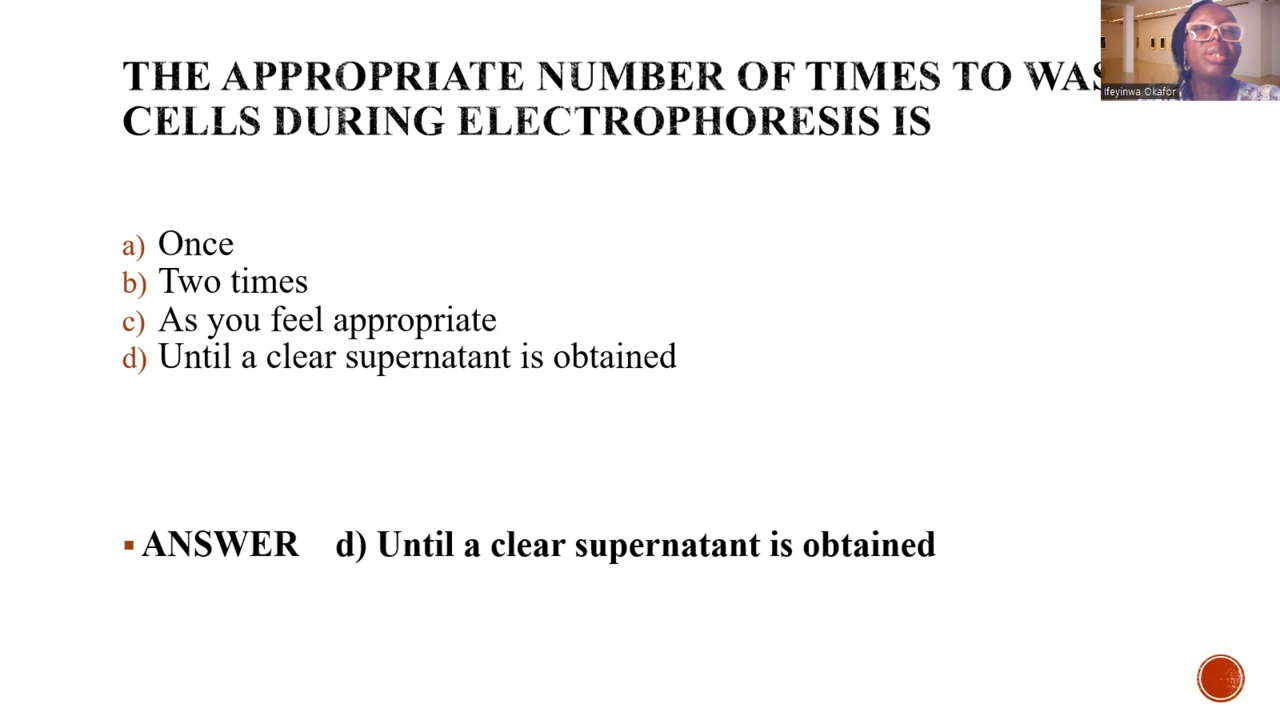 THE APPROPRIATE NUMBER OF TIMES TO
CELLS DURING ELECTROPHORESIS IS
Ifeyinwa Okafor
a) Once
b) Two times
c) As you feel appropriate
d) Until a clear supernatant is obtained
ANSWER d) Until a clear supernatant is obtained